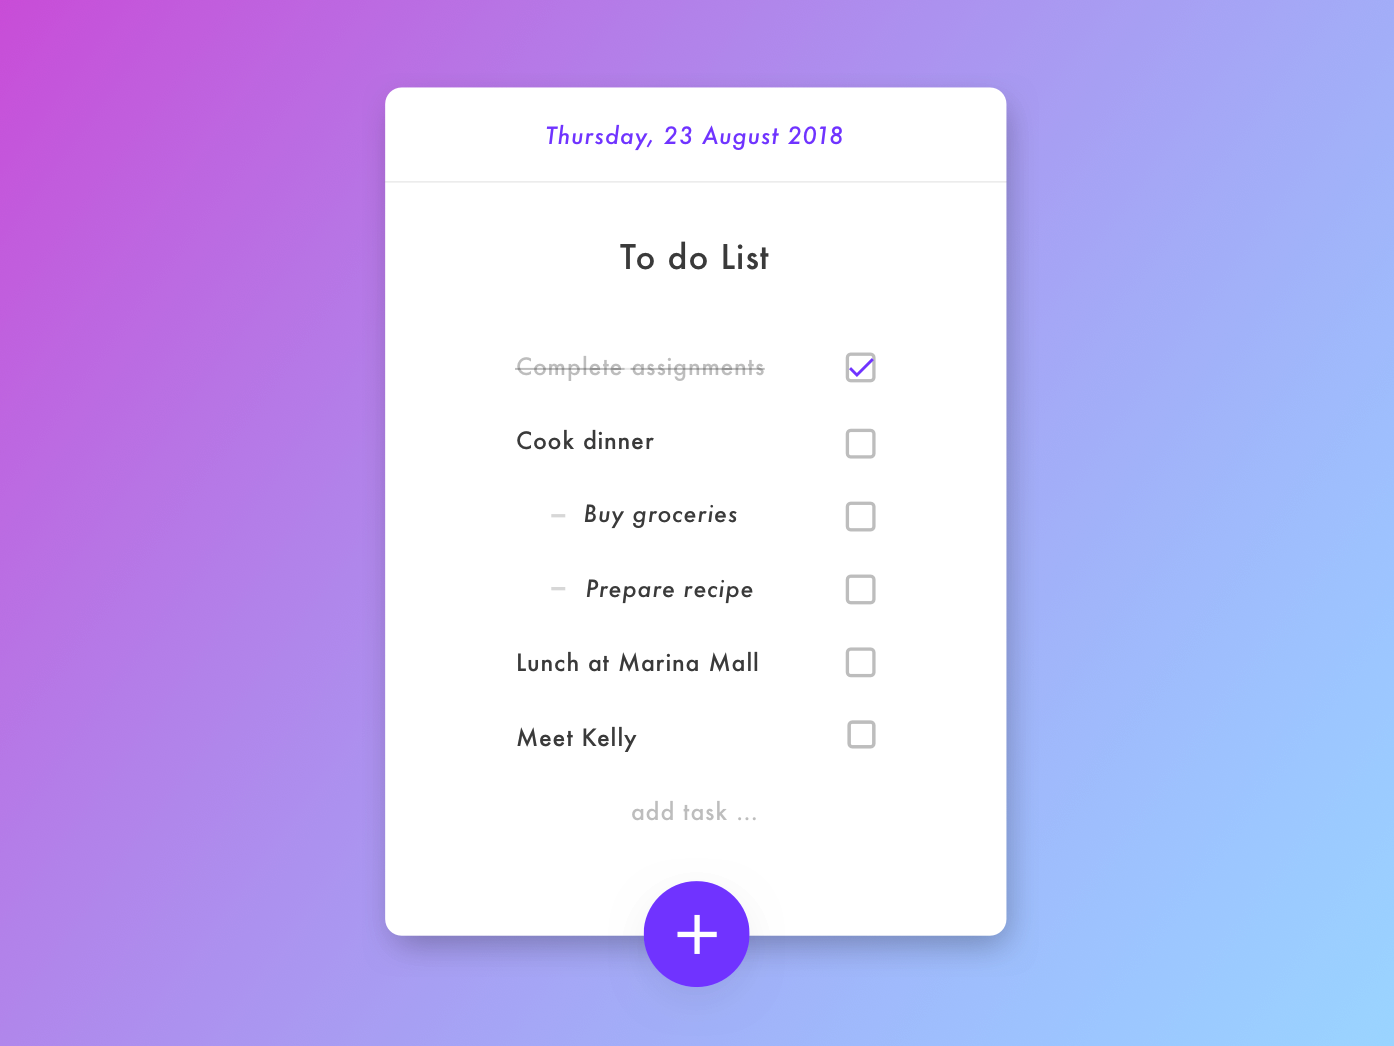 Thursday, 23 August 2018
To do List
Complete assignments
Cook dinner
– Buy groceries
– Prepare recipe
Lunch at Marina Mall
Meet Kelly
add task ...